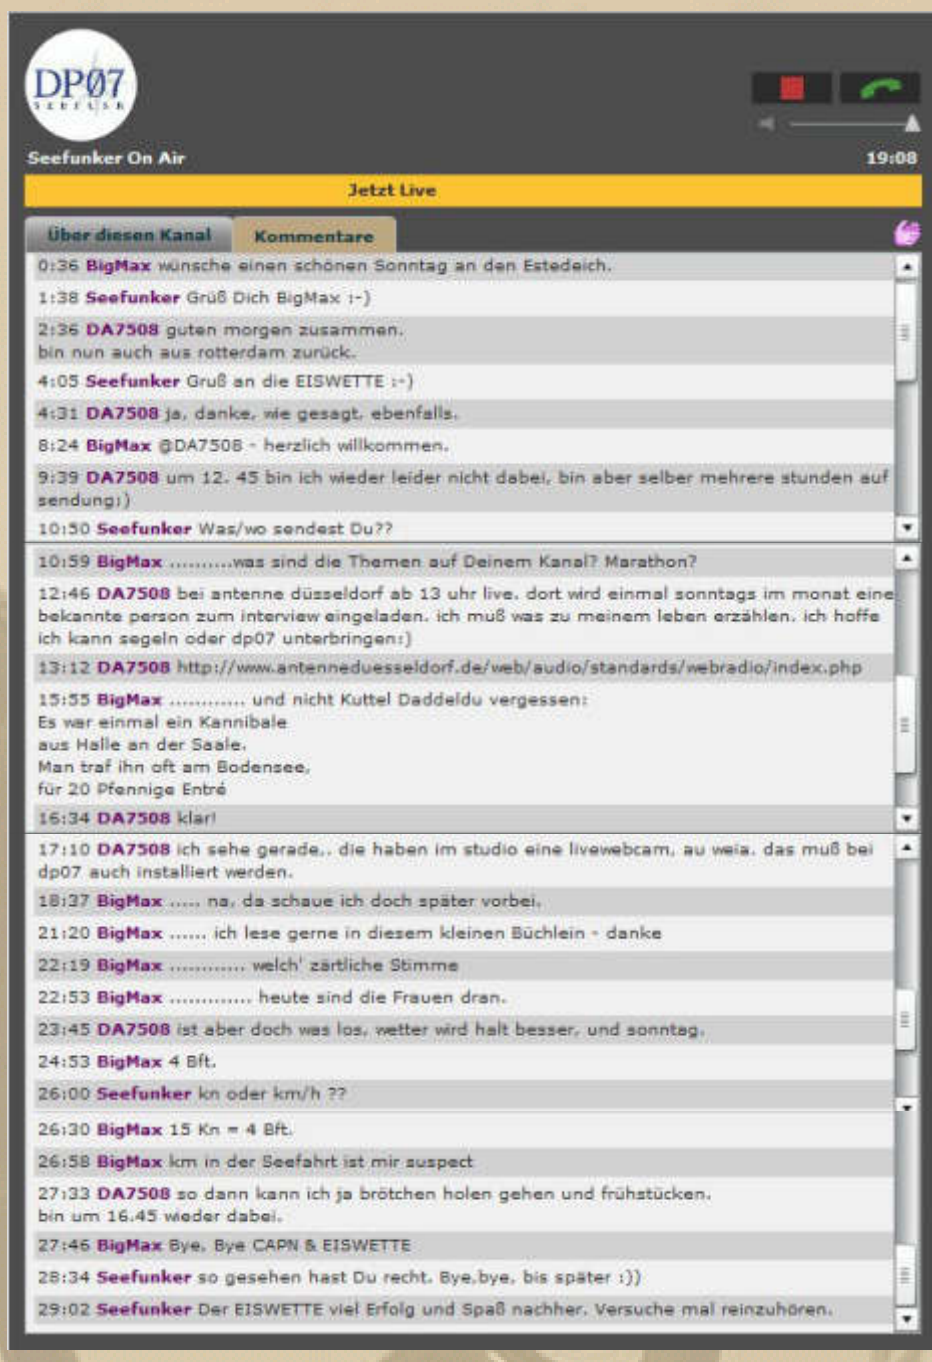 DP07
SEEFUNK
Seefunker On Air
19:08
Jetzt Live
Über diesen Kanal
Kommentare
0:36 BigMax wünsche einen schönen Sonntag an den Estedeich.
1:38 Seefunker Grüß Dich BigMax :-)
2:36 DA7508 guten morgen zusammen.
bin nun auch aus rotterdam zurück.
4:05 Seefunker Gruß an die EISWETTE :-)
4:31 DA7508 ja, danke, wie gesagt, ebenfalls.
8:24 BigMax @DA7508 - herzlich willkommen.
9:39 DA7508 um 12. 45 bin ich wieder leider nicht dabei, bin aber selber mehrere stunden auf
sendung:)
10:50 Seefunker Was/wo sendest Du??
10:59 BigMax ..........was sind die Themen auf Deinem Kanal? Marathon?
12:46 DA7508 bei antenne düsseldorf ab 13 uhr live. dort wird einmal sonntags im monat eine
bekannte person zum interview eingeladen. ich muß was zu meinem leben erzählen. ich hoffe
ich kann segeln oder dp07 unterbringen:)
13:12 DA7508 http://www.antenneduesseldorf.de/web/audio/standards/webradio/index.php
15:55 BigMax ............ und nicht Kuttel Daddeldu vergessen:
Es war einmal ein Kannibale
aus Halle an der Saale.
Man traf ihn oft am Bodensee,
für 20 Pfennige Entré
16:34 DA7508 klar!
17:10 DA7508 ich sehe gerade,. die haben im studio eine livewebcam, au weia. das muß bei
dp07 auch installiert werden.
18:37 BigMax ..... na, da schaue ich doch später vorbei.
21:20 BigMax ...... ich lese gerne in diesem kleinen Büchlein - danke
22:19 BigMax ............ welch' zärtliche Stimme
22:53 BigMax ............. heute sind die Frauen dran.
23:45 DA7508 ist aber doch was los, wetter wird halt besser, und sonntag.
24:53 BigMax 4 Bft.
26:00 Seefunker kn oder km/h ??
26:30 BigMax 15 Kn = 4 Bft.
26:58 BigMax km in der Seefahrt ist mir suspect
27:33 DA7508 so dann kann ich ja brötchen holen gehen und frühstücken.
bin um 16.45 wieder dabei.
27:46 BigMax Bye, Bye CAPN & EISWETTE
28:34 Seefunker so gesehen hast Du recht. Bye,bye, bis später :))
29:02 Seefunker Der EISWETTE viel Erfolg und Spaß nachher. Versuche mal reinzuhören.